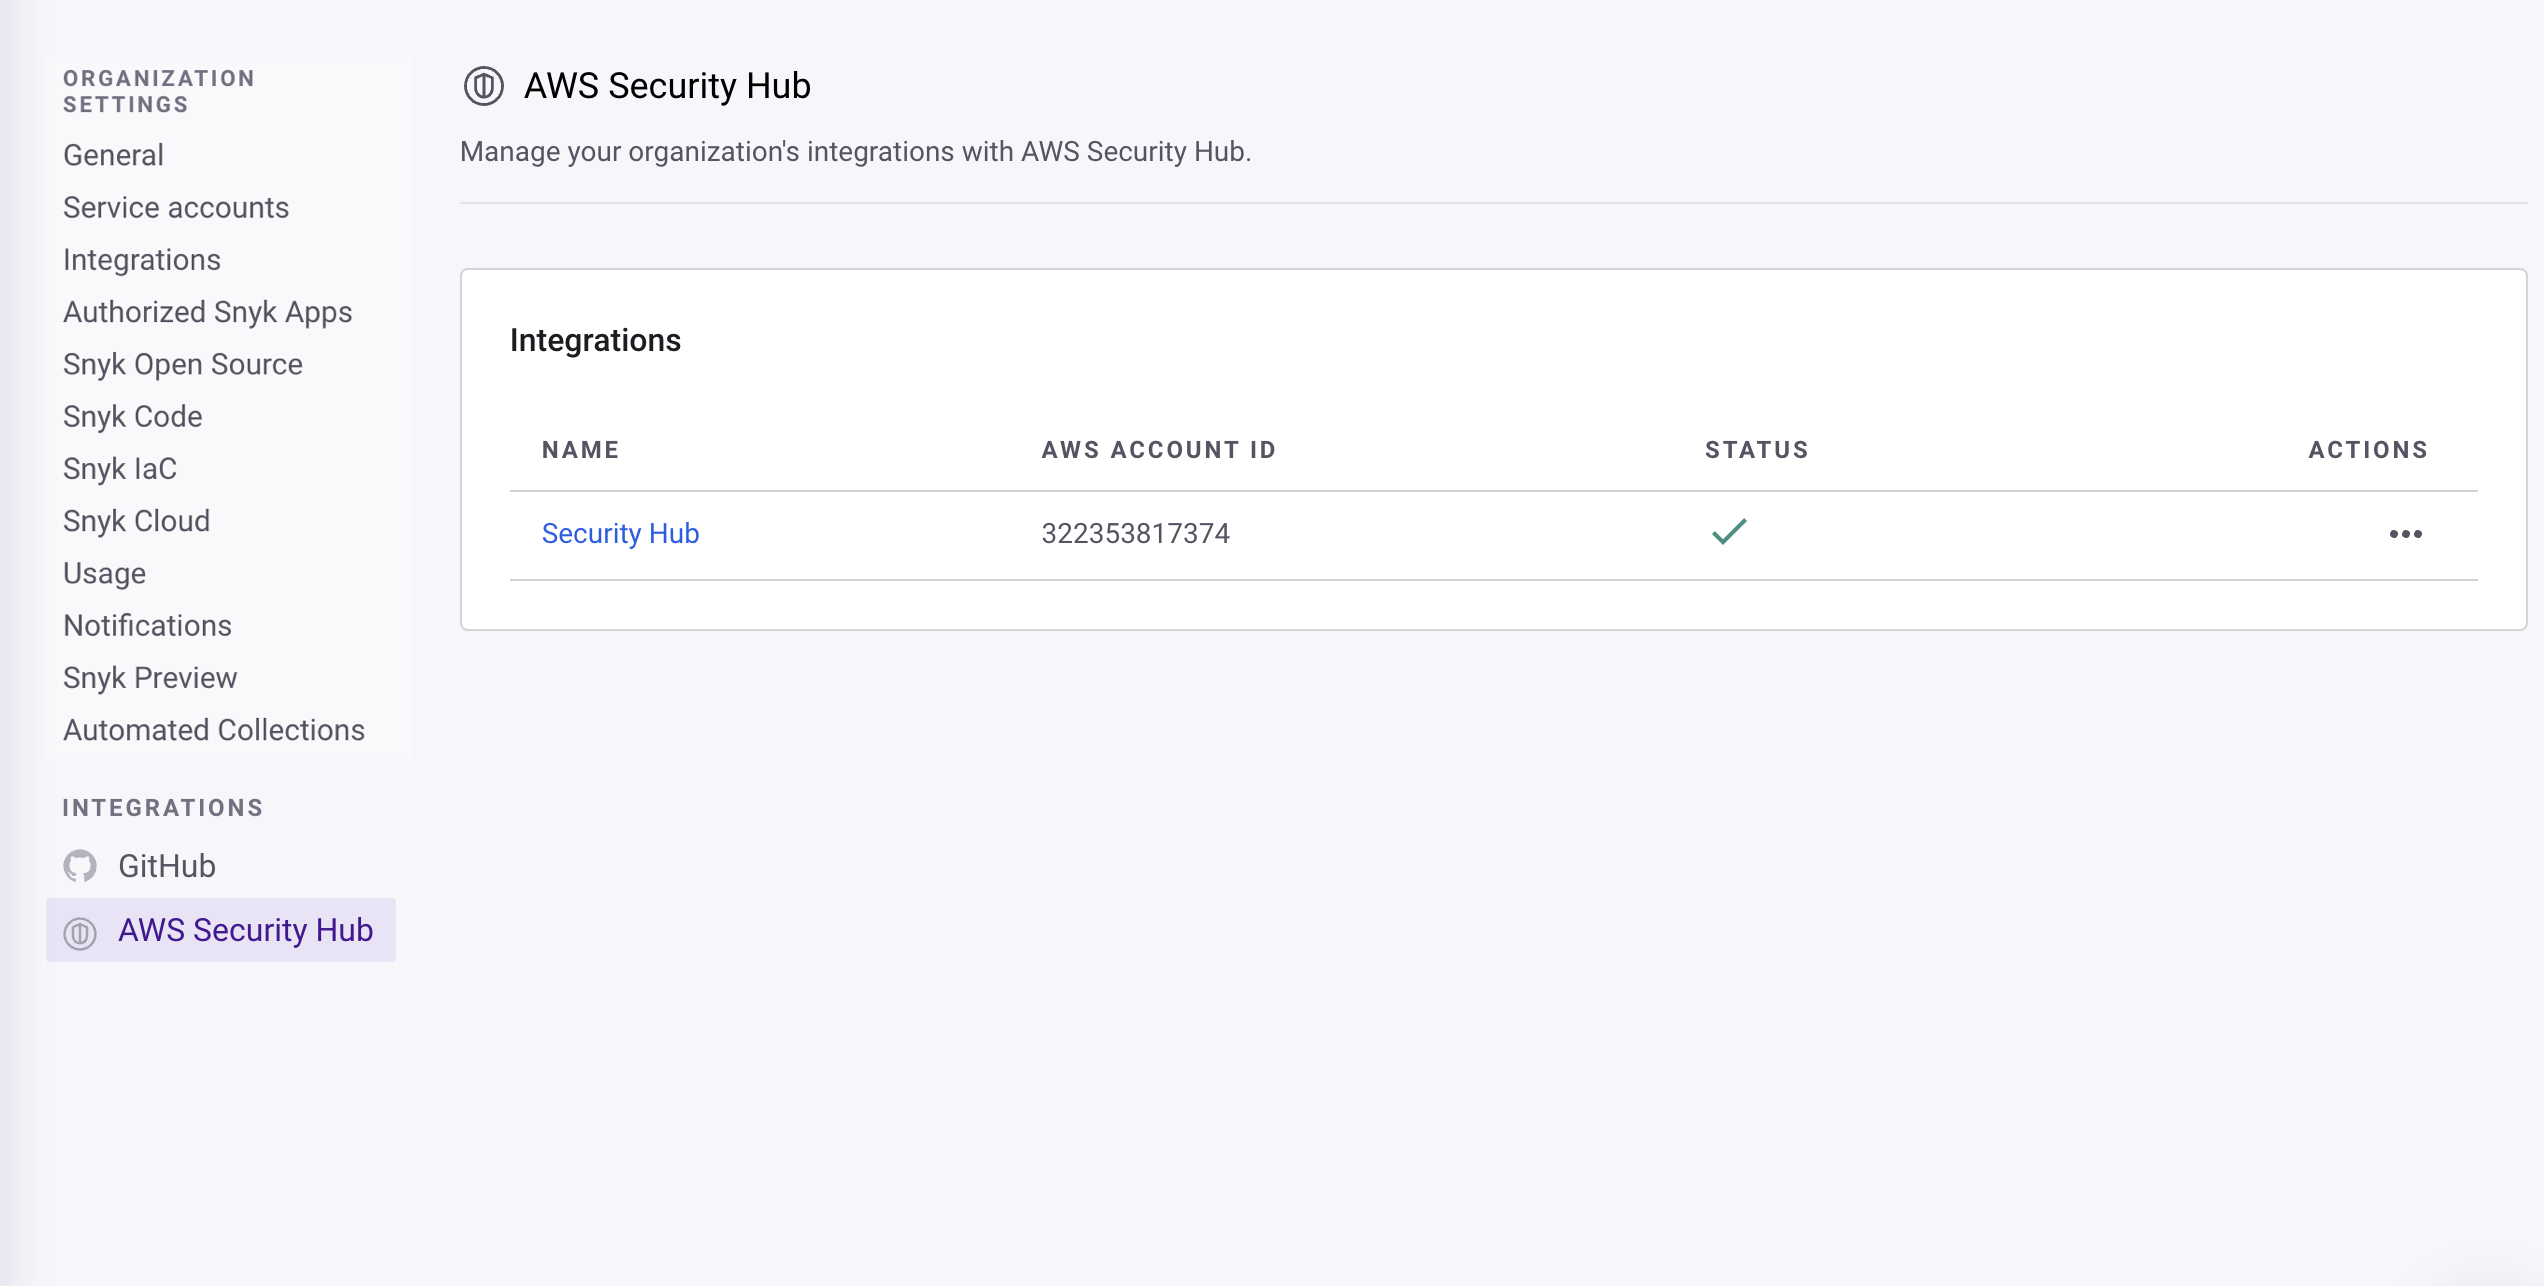 ORGANIZATION
SETTINGS
General
Service accounts
Integrations
Authorized Snyk Apps
Snyk Open Source
Snyk Code
Snyk IaC
Snyk Cloud
Usage
Notifications
Snyk Preview
Automated Collections
INTEGRATIONS
GitHub
AWS Security Hub
AWS Security Hub
Manage your organization's integrations with AWS Security Hub.
Integrations
NAME AWS ACCOUNT ID STATUS ACTIONS
Security Hub 322353817374